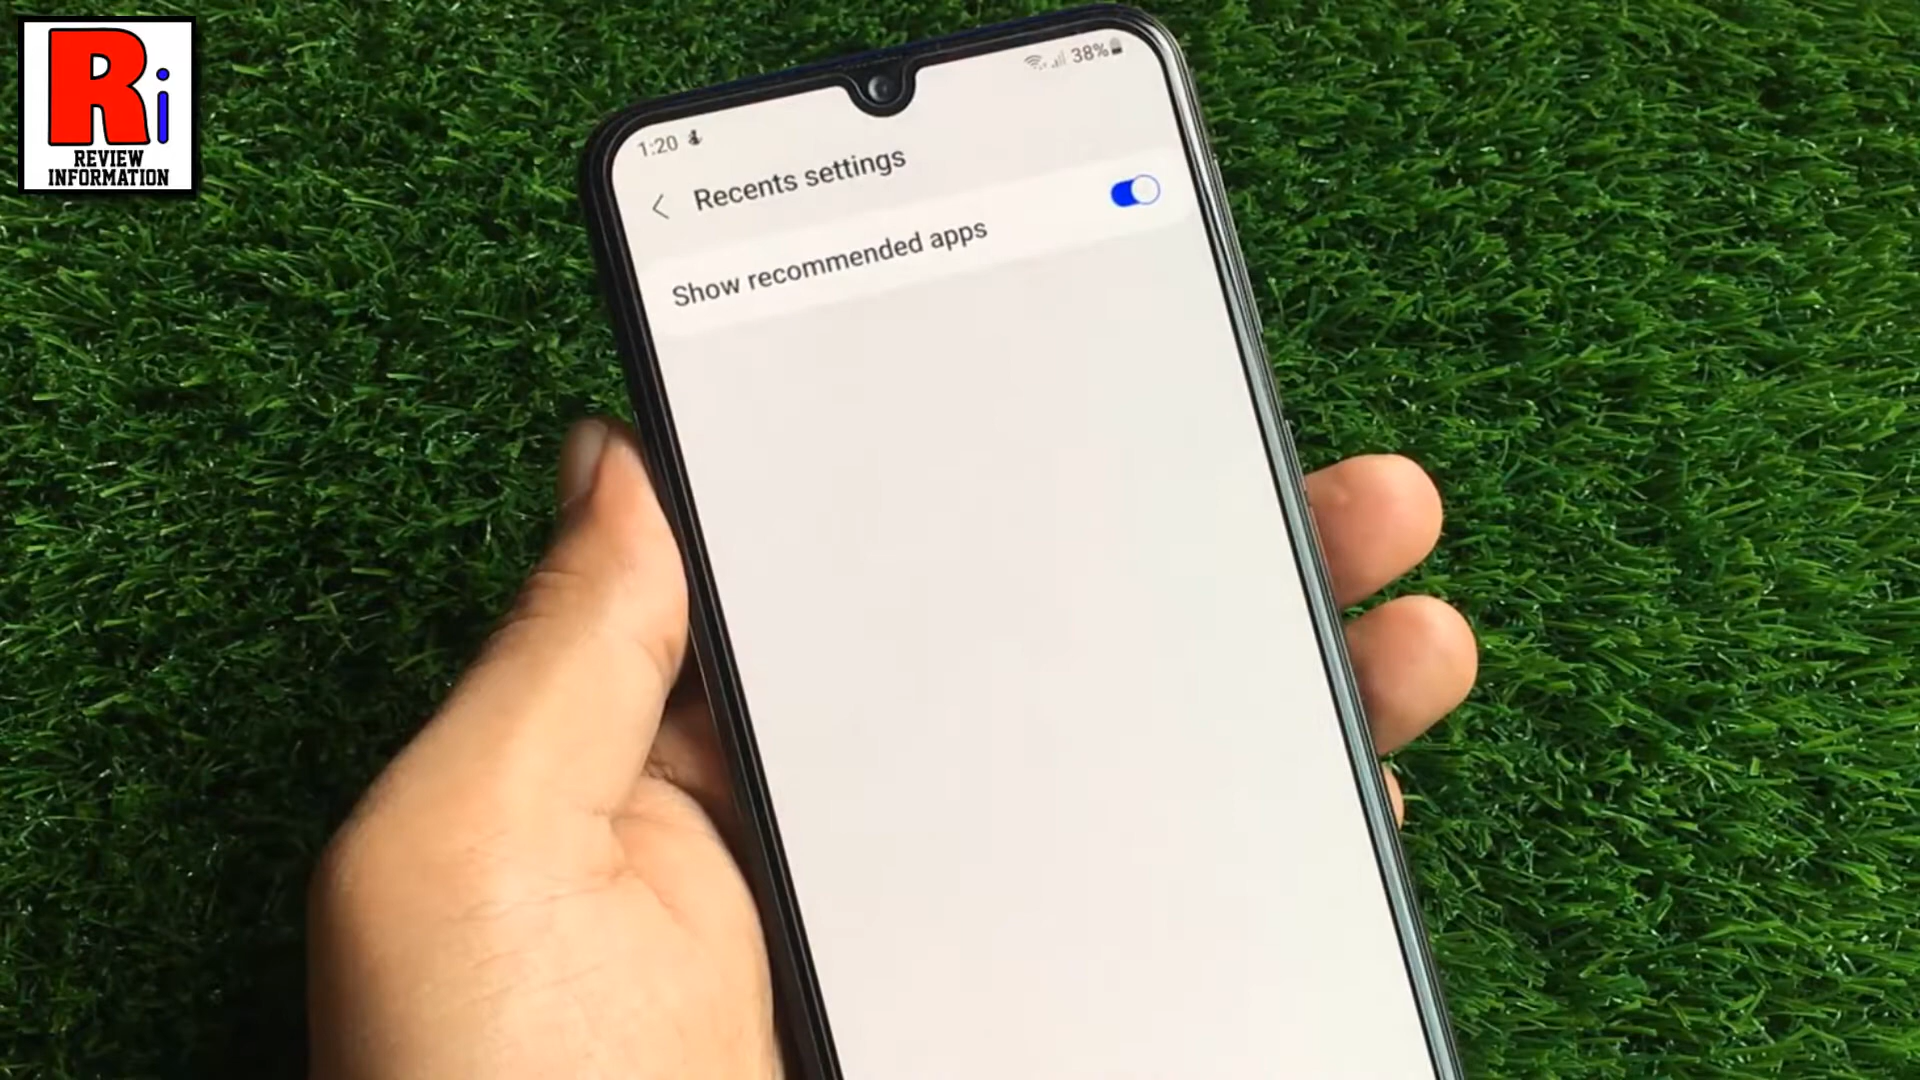 Ri
REVIEW
INFORMATION
1:20
38%
Recents settings
Show recommended apps